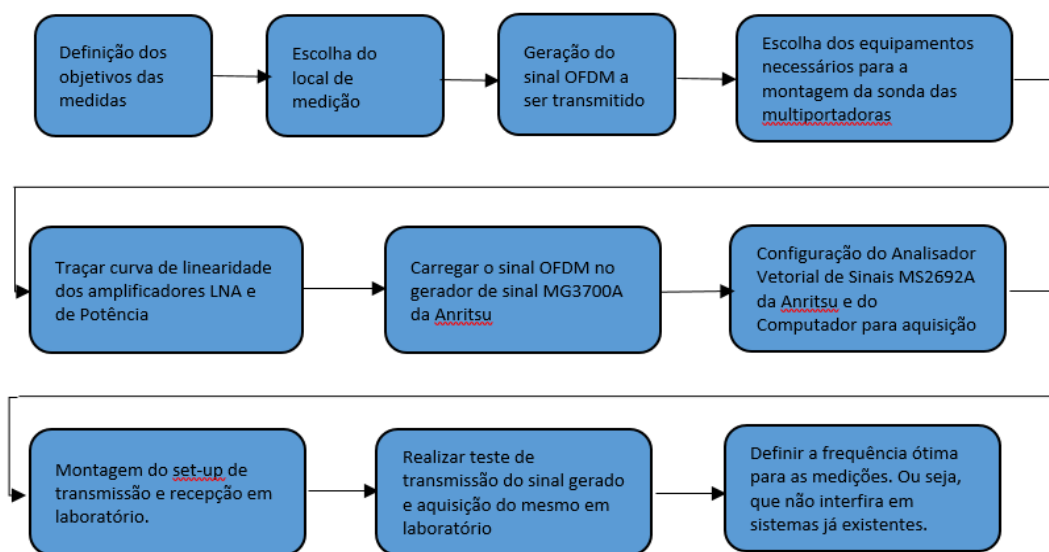 Definição dos
objetivos das
medidas
Escolha do
local de
medição
Geração do
sinal OFDM a
ser transmitido
Escolha dos equipamentos
necessários para a
montagem da sonda das
multiportadoras
Traçar curva de linearidade
dos amplificadores LNA e
de Potência
Carregar o sinal OFDM no
gerador de sinal MG3700A
da Anritsu
Configuração do Analisador
Vetorial de Sinais MS2692A
da Anritsu e do
Computador para aquisição
Montagem do set-up de
transmissão e recepção em
laboratório.
Realizar teste de
transmissão do sinal gerado
e aquisição do mesmo em
laboratório
Definir a frequência ótima
para as medições. Ou seja,
que não interfira em
sistemas já existentes.